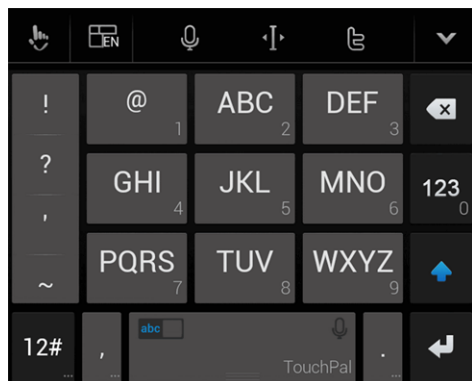 EN
! @ 1 ABC 2 DEF 3
? GHI 4 JKL 5 MNO 6 123 0
' PQRS 7 TUV 8 WXYZ 9
~
12# , abc TouchPal .